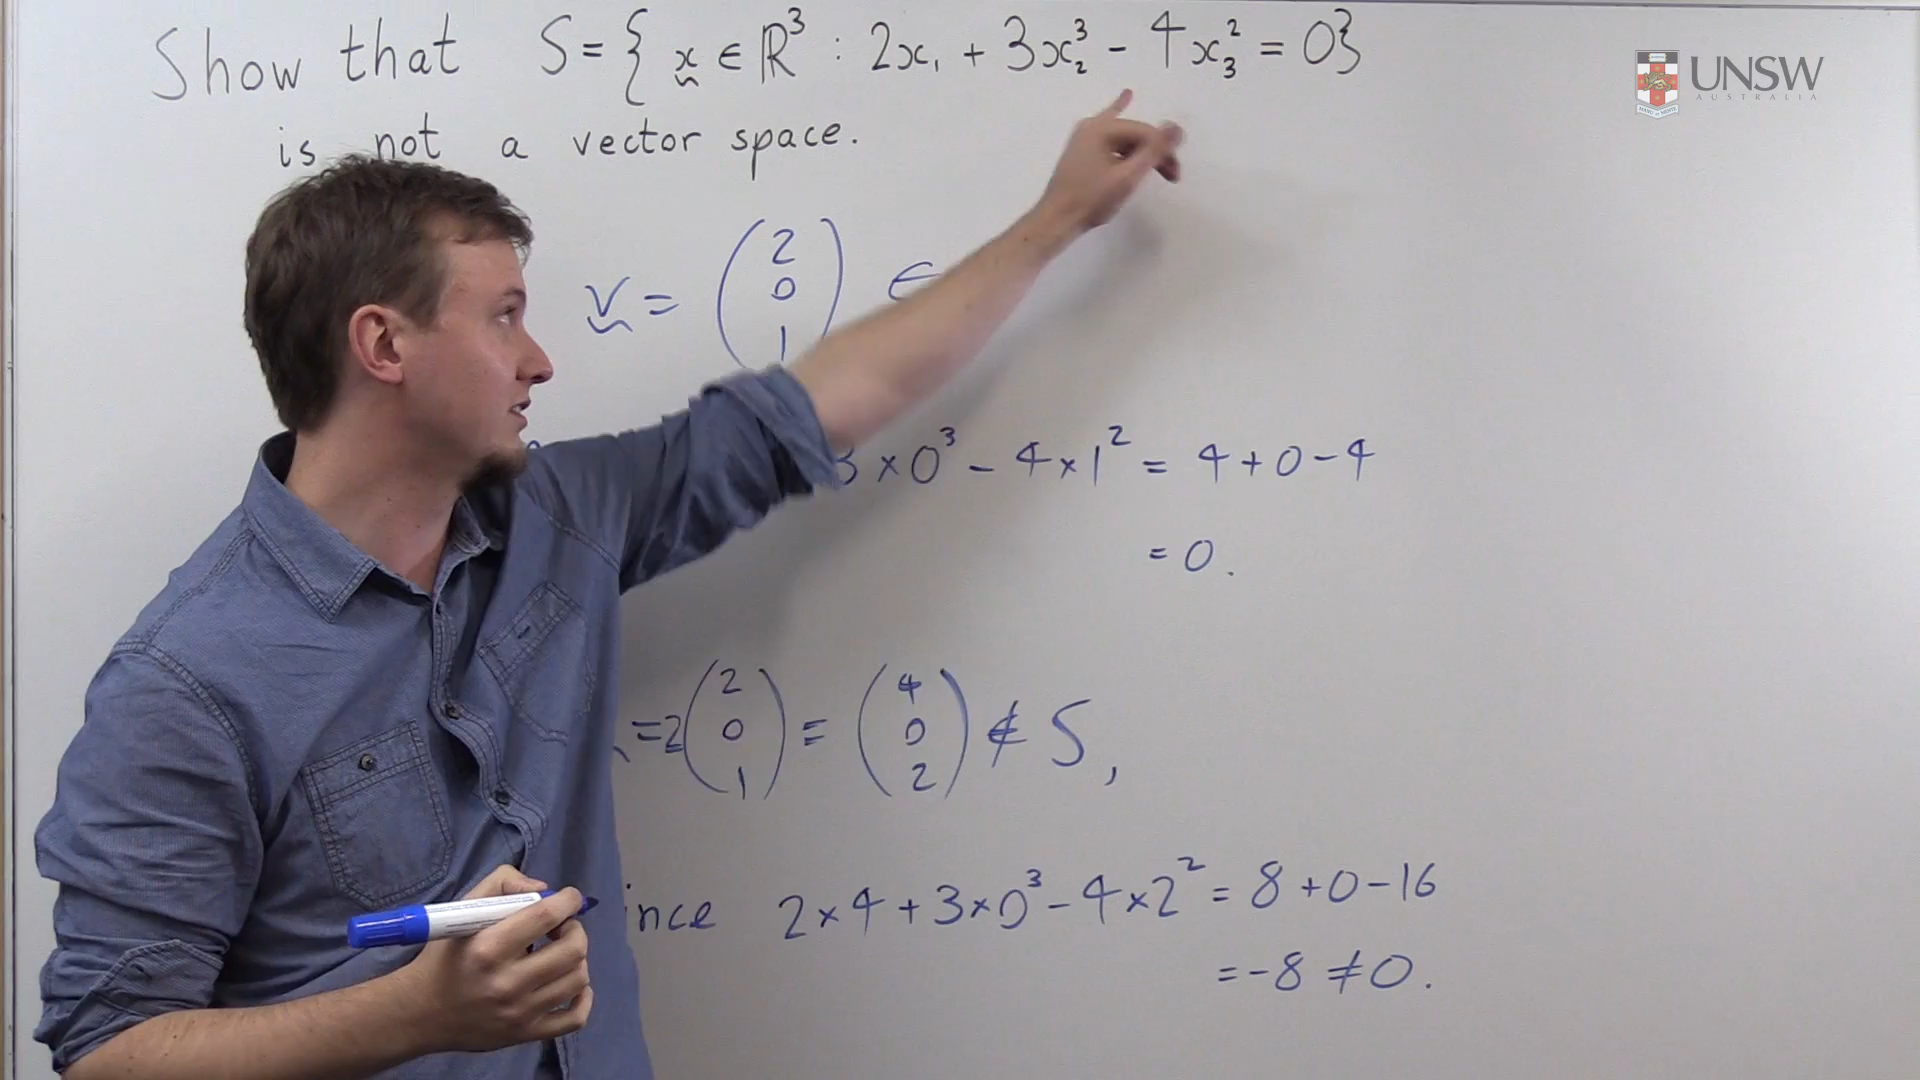 Show that S = { x ∈ ℝ³ : 2x₁ + 3x₂³ - 4x₃² = 0}
is not a vector space.
UNSW
AUSTRALIA
v = (2 0 1) ∈
3 × 0³ - 4 × 1² = 4 + 0 - 4
= 0.
= 2 (2 0 1) = (4 0 2) ∉ S,
ince 2 × 4 + 3 × 0³ - 4 × 2² = 8 + 0 - 16
= -8 ≠ 0.